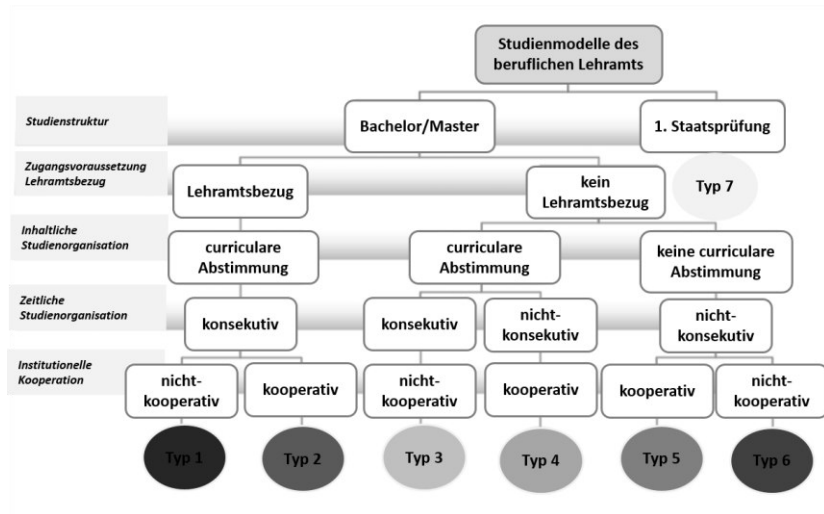 Studienmodelle des
beruflichen Lehramts
Studienstruktur
Bachelor/Master
1. Staatsprüfung
Zugangsvoraussetzung
Lehramtsbezug
Lehramtsbezug
kein
Lehramtsbezug
Typ 7
Inhaltliche
Studienorganisation
curriculare
Abstimmung
curriculare
Abstimmung
keine curriculare
Abstimmung
Zeitliche
Studienorganisation
konsekutiv
konsekutiv
nicht-
konsekutiv
nicht-
konsekutiv
Institutionelle
Kooperation
nicht-
kooperativ
kooperativ
nicht-
kooperativ
kooperativ
kooperativ
nicht-
kooperativ
Typ 1
Typ 2
Typ 3
Typ 4
Typ 5
Typ 6